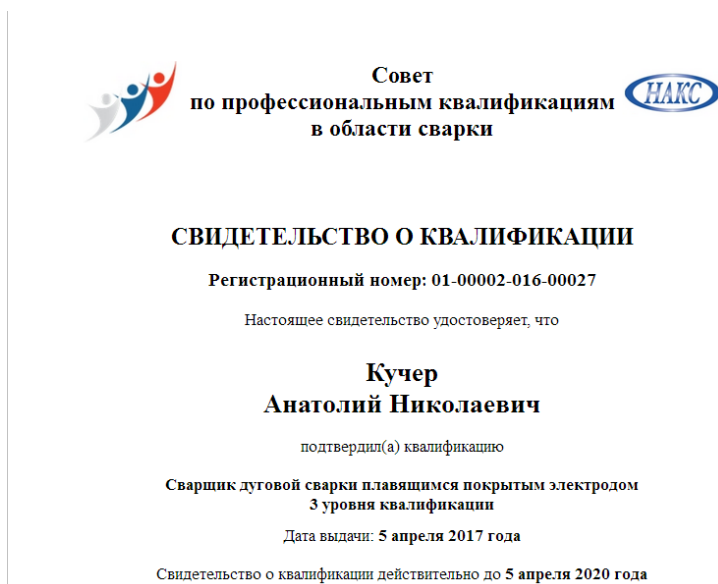 Совет
по профессиональным квалификациям
в области сварки
НАКС
СВИДЕТЕЛЬСТВО О КВАЛИФИКАЦИИ
Регистрационный номер: 01-00002-016-00027
Настоящее свидетельство удостоверяет, что
Кучер
Анатолий Николаевич
подтвердил(а) квалификацию
Сварщик дуговой сварки плавящимся покрытым электродом
3 уровня квалификации
Дата выдачи: 5 апреля 2017 года
Свидетельство о квалификации действительно до 5 апреля 2020 года